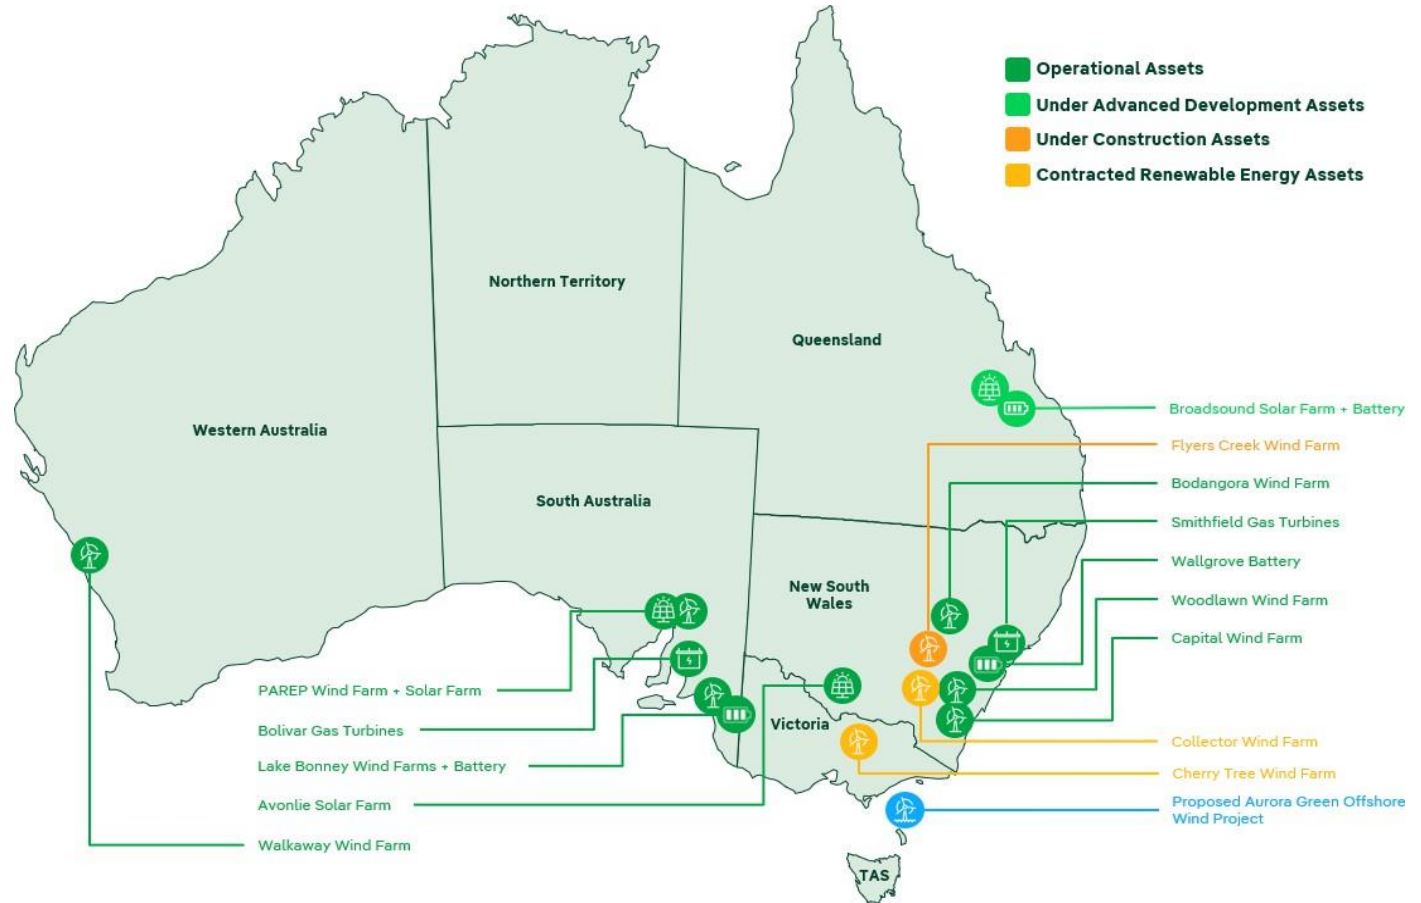 Operational Assets
Under Advanced Development Assets
Under Construction Assets
Contracted Renewable Energy Assets
Northern Territory
Queensland
Western Australia
South Australia
New South
Wales
Victoria
TAS
Broadsound Solar Farm + Battery
Flyers Creek Wind Farm
Bodangora Wind Farm
Smithfield Gas Turbines
Wallgrove Battery
Woodlawn Wind Farm
Capital Wind Farm
Collector Wind Farm
Cherry Tree Wind Farm
Proposed Aurora Green Offshore
Wind Project
PAREP Wind Farm + Solar Farm
Bolivar Gas Turbines
Lake Bonney Wind Farms + Battery
Avonlie Solar Farm
Walkaway Wind Farm